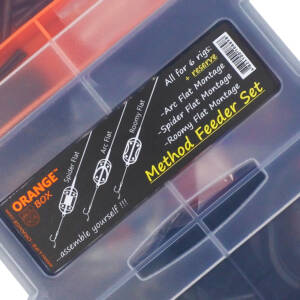 ORANGE
BOX
Spider Flat
Arc Flat
Roomy Flat
...assemble yourself !!!
All for 6 rigs:
+ reserve
-Arc Flat Montage
-Spider Flat Montage
-Roomy Flat Montage
Method Feeder Set